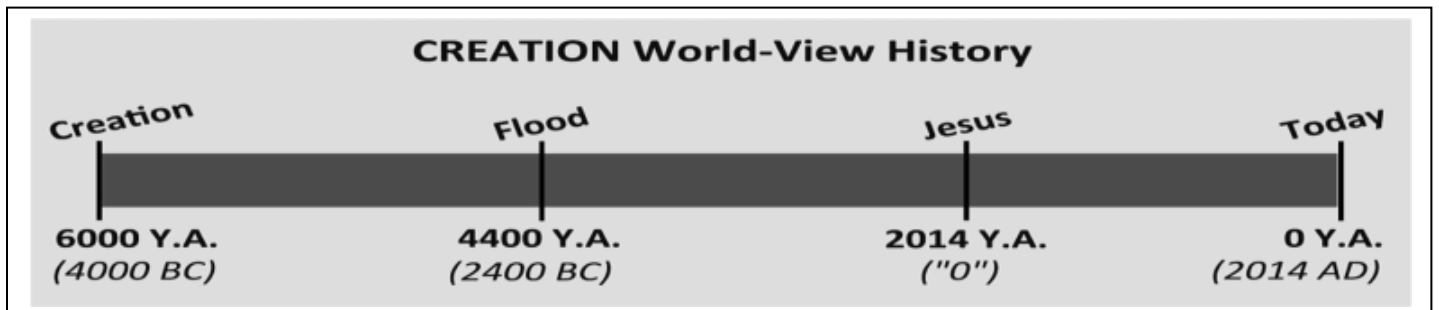 CREATION World-View History
Creation Flood Jesus Today
6000 Y.A. 4400 Y.A. 2014 Y.A. 0 Y.A.
(4000 BC) (2400 BC) ("0") (2014 AD)